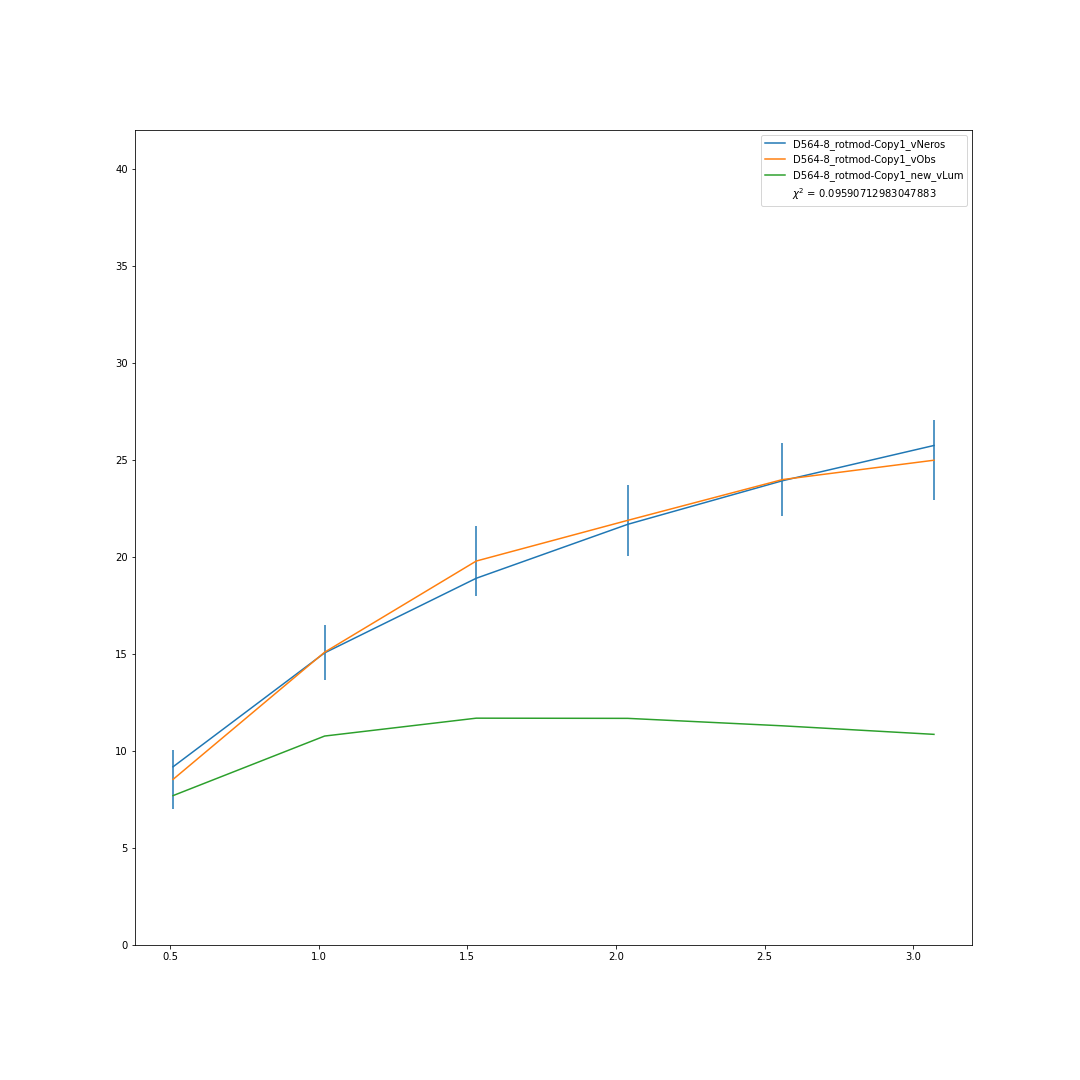 D564-8_rotmod-Copy1_vNeros
D564-8_rotmod-Copy1_vObs
D564-8_rotmod-Copy1_new_vLum
χ² = 0.09590712983047883
40
35
30
25
20
15
10
5
0
0.5 1.0 1.5 2.0 2.5 3.0